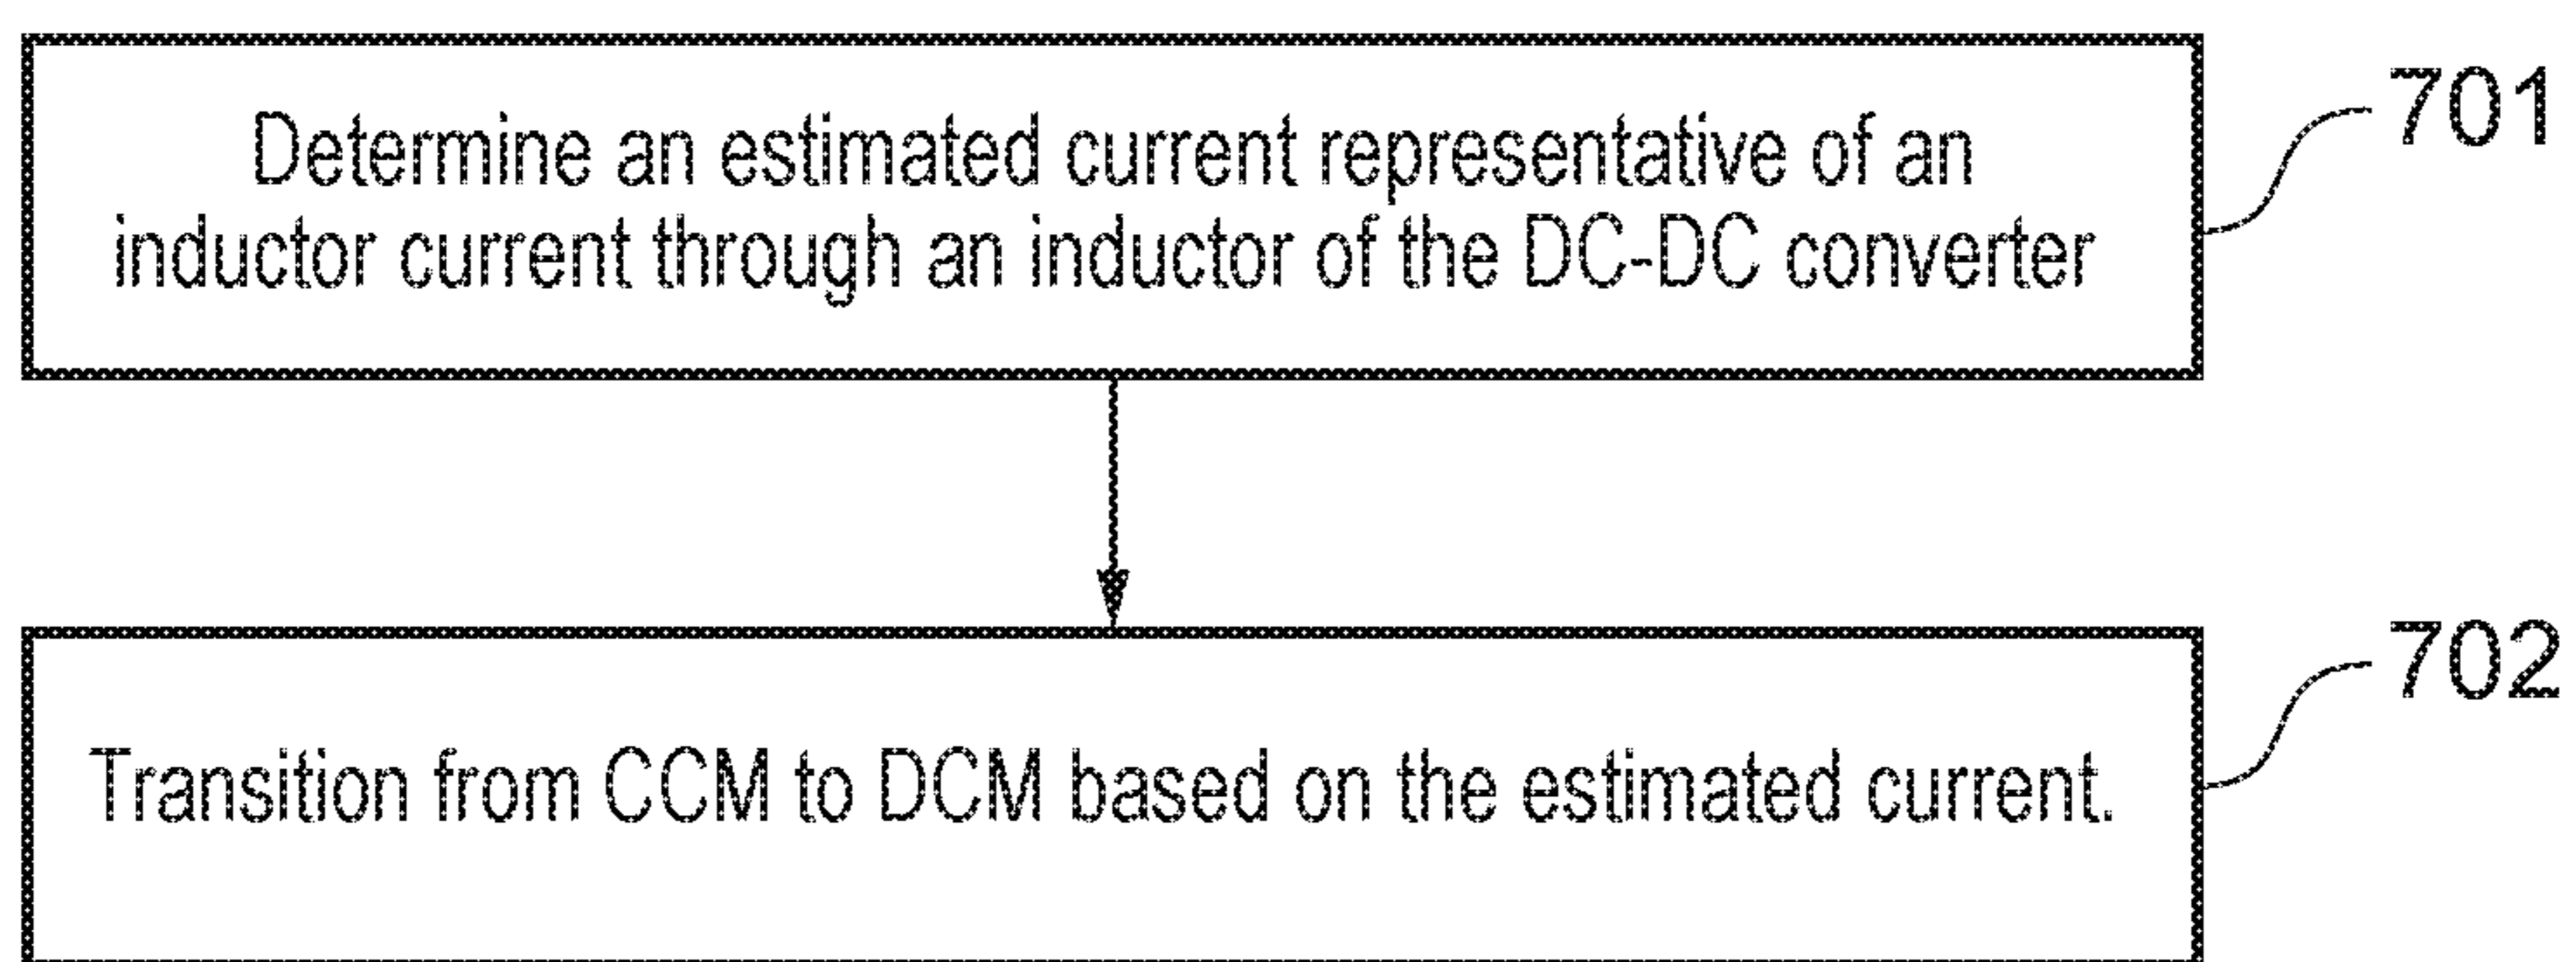 Determine an estimated current representative of an
inductor current through an inductor of the DC-DC converter
701
Transition from CCM to DCM based on the estimated current.
702